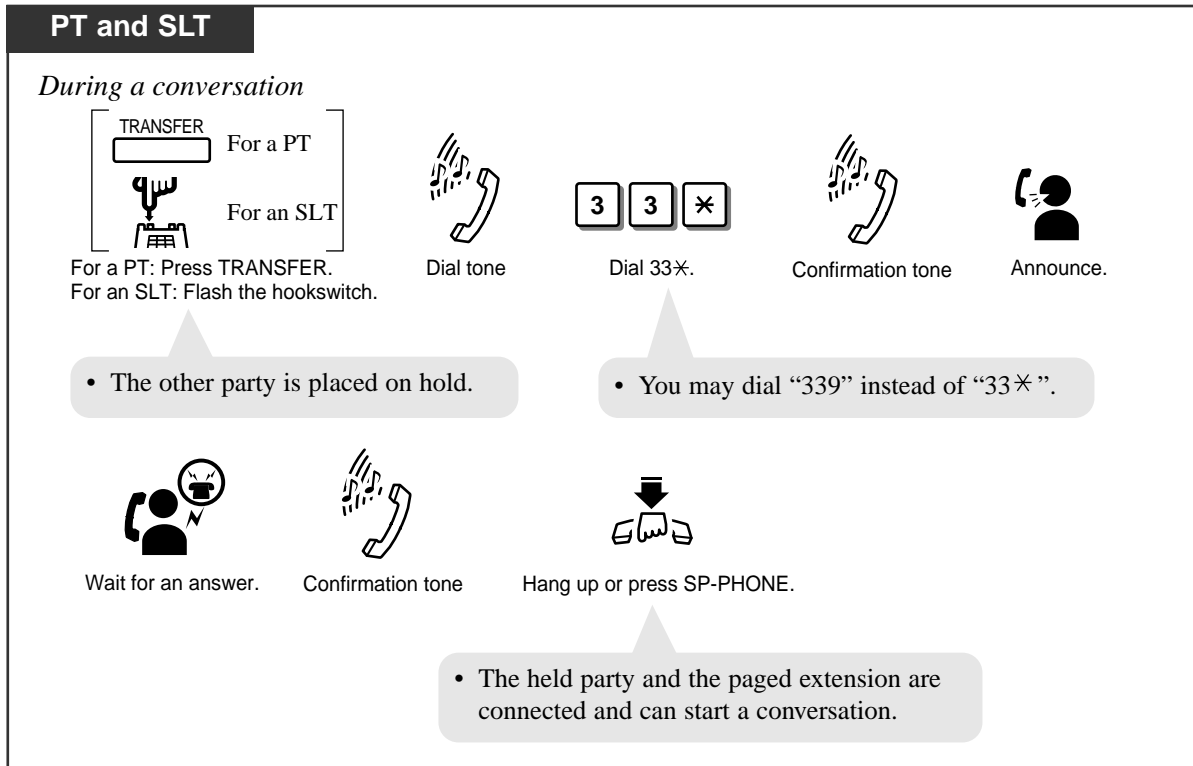 PT and SLT
During a conversation
TRANSFER
For a PT
For an SLT
For a PT: Press TRANSFER.
For an SLT: Flash the hookswitch.
Dial tone
3 3 ✳
Dial 33✳.
Confirmation tone
Announce.
• The other party is placed on hold.
• You may dial “339” instead of “33✳ ”.
Wait for an answer.
Confirmation tone
Hang up or press SP-PHONE.
• The held party and the paged extension are
connected and can start a conversation.